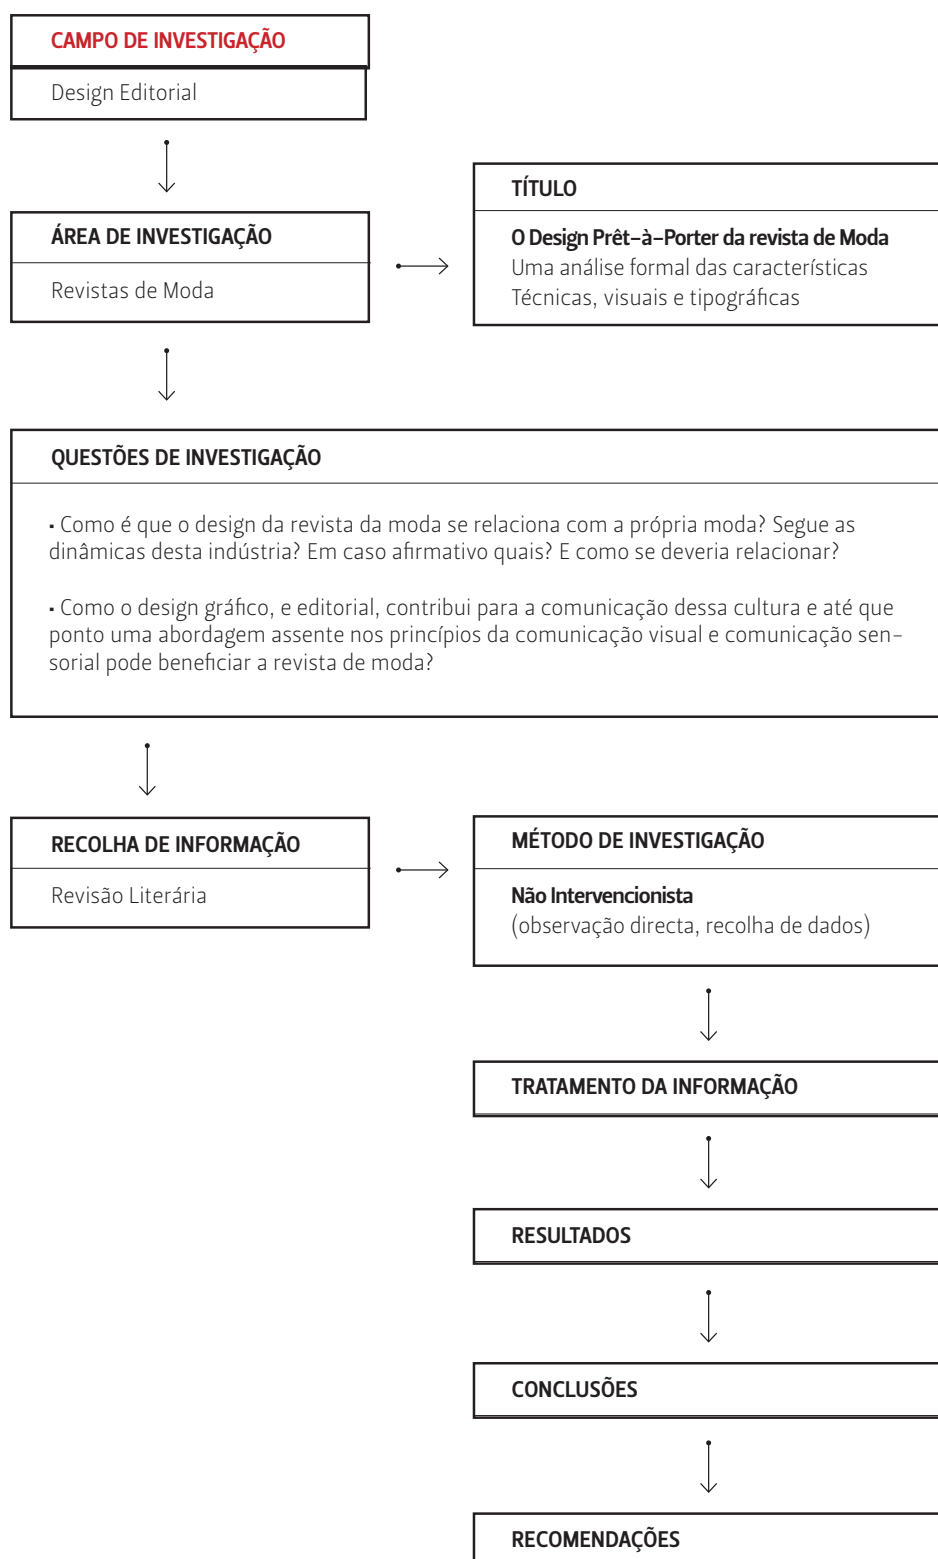 CAMPO DE INVESTIGAÇÃO
Design Editorial
ÁREA DE INVESTIGAÇÃO
Revistas de Moda
TÍTULO
O Design Prêt-à-Porter da revista de Moda
Uma análise formal das características
Técnicas, visuais e tipográficas
QUESTÕES DE INVESTIGAÇÃO
• Como é que o design da revista da moda se relaciona com a própria moda? Segue as
dinâmicas desta indústria? Em caso afirmativo quais? E como se deveria relacionar?
• Como o design gráfico, e editorial, contribui para a comunicação dessa cultura e até que
ponto uma abordagem assente nos princípios da comunicação visual e comunicação sen-
sorial pode beneficiar a revista de moda?
RECOLHA DE INFORMAÇÃO
Revisão Literária
MÉTODO DE INVESTIGAÇÃO
Não Intervencionista
(observação directa, recolha de dados)
TRATAMENTO DA INFORMAÇÃO
RESULTADOS
CONCLUSÕES
RECOMENDAÇÕES